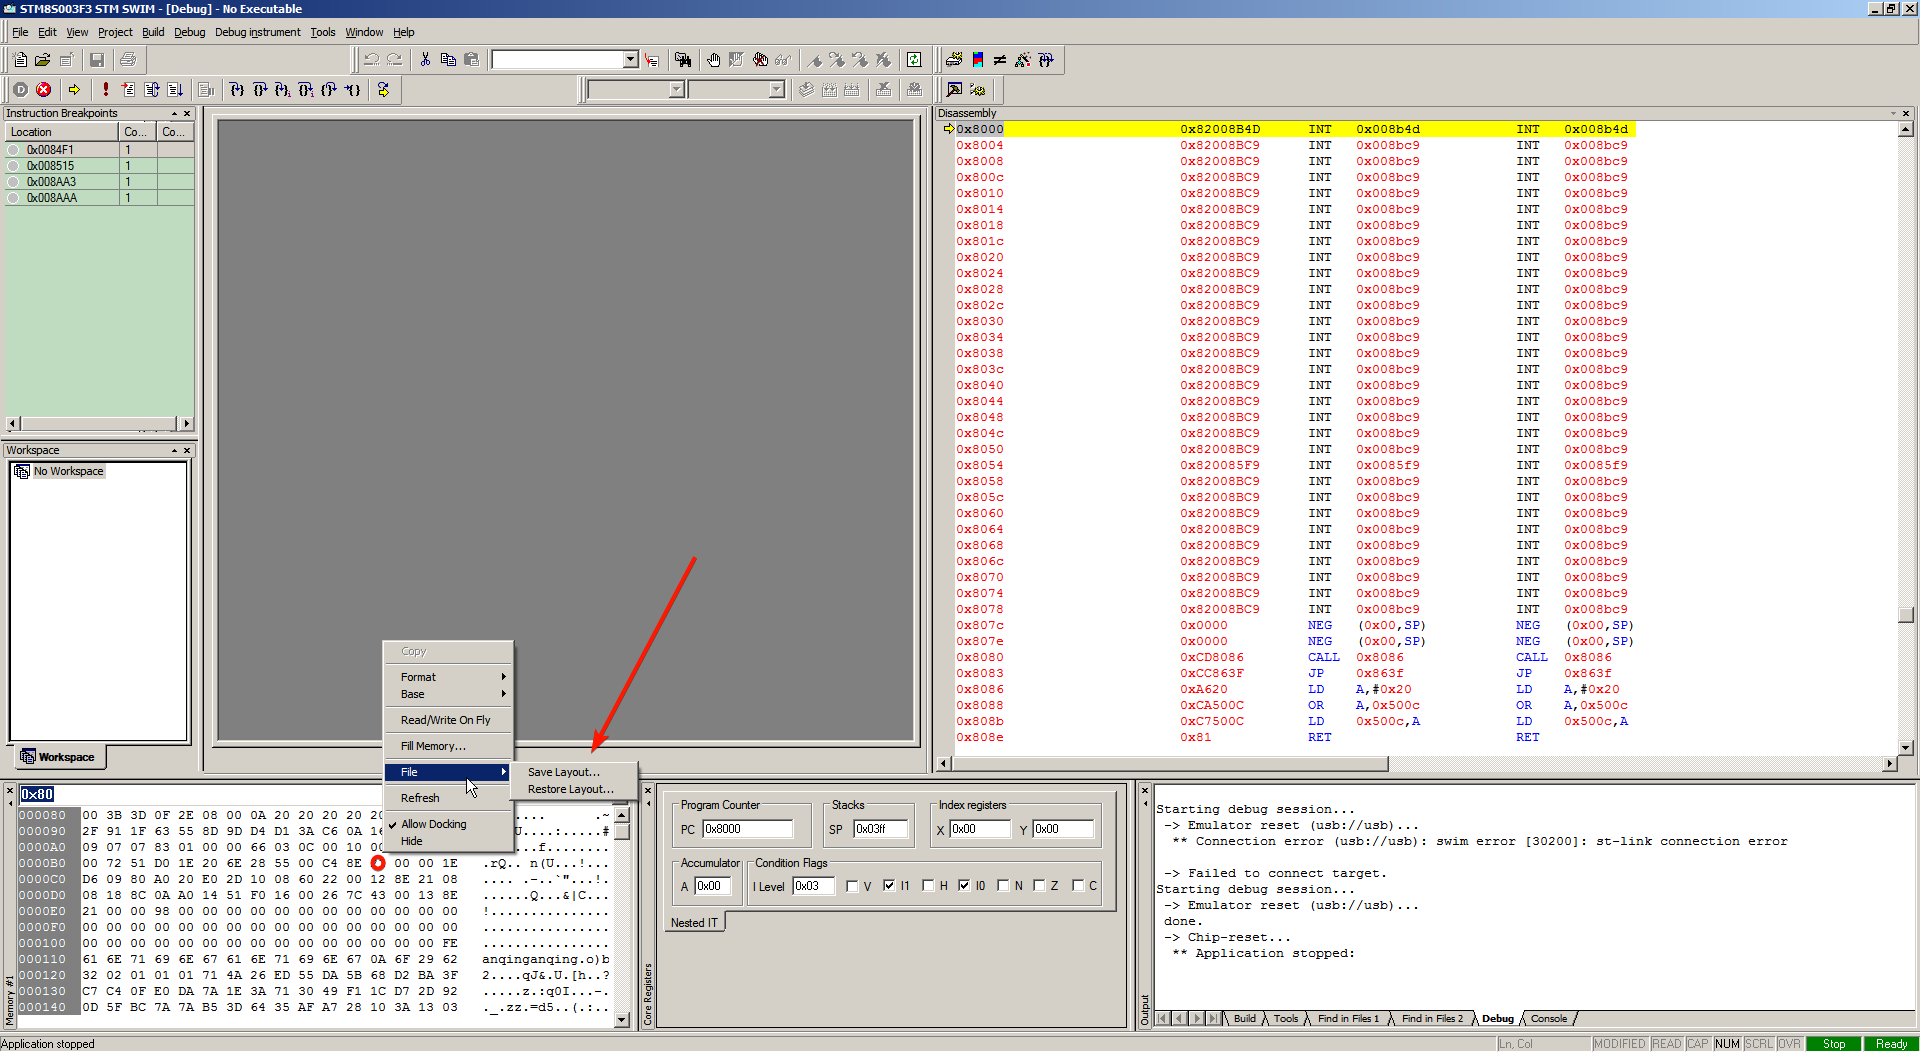 STM8S003F3 STM SWIM - [Debug] - No Executable
File Edit View Project Build Debug Debug instrument Tools Window Help
Instruction Breakpoints
Location Co... Co...
0x0084F1 1
0x008515 1
0x008AA3 1
0x008AAA 1
Workspace
No Workspace
Workspace
Disassembly
0x8000 0x82008B4D INT 0x008b4d INT 0x008b4d
0x8004 0x82008BC9 INT 0x008bc9 INT 0x008bc9
0x8008 0x82008BC9 INT 0x008bc9 INT 0x008bc9
0x800c 0x82008BC9 INT 0x008bc9 INT 0x008bc9
0x8010 0x82008BC9 INT 0x008bc9 INT 0x008bc9
0x8014 0x82008BC9 INT 0x008bc9 INT 0x008bc9
0x8018 0x82008BC9 INT 0x008bc9 INT 0x008bc9
0x801c 0x82008BC9 INT 0x008bc9 INT 0x008bc9
0x8020 0x82008BC9 INT 0x008bc9 INT 0x008bc9
0x8024 0x82008BC9 INT 0x008bc9 INT 0x008bc9
0x8028 0x82008BC9 INT 0x008bc9 INT 0x008bc9
0x802c 0x82008BC9 INT 0x008bc9 INT 0x008bc9
0x8030 0x82008BC9 INT 0x008bc9 INT 0x008bc9
0x8034 0x82008BC9 INT 0x008bc9 INT 0x008bc9
0x8038 0x82008BC9 INT 0x008bc9 INT 0x008bc9
0x803c 0x82008BC9 INT 0x008bc9 INT 0x008bc9
0x8040 0x82008BC9 INT 0x008bc9 INT 0x008bc9
0x8044 0x82008BC9 INT 0x008bc9 INT 0x008bc9
0x8048 0x82008BC9 INT 0x008bc9 INT 0x008bc9
0x804c 0x82008BC9 INT 0x008bc9 INT 0x008bc9
0x8050 0x82008BC9 INT 0x008bc9 INT 0x008bc9
0x8054 0x820085F9 INT 0x0085f9 INT 0x0085f9
0x8058 0x82008BC9 INT 0x008bc9 INT 0x008bc9
0x805c 0x82008BC9 INT 0x008bc9 INT 0x008bc9
0x8060 0x82008BC9 INT 0x008bc9 INT 0x008bc9
0x8064 0x82008BC9 INT 0x008bc9 INT 0x008bc9
0x8068 0x82008BC9 INT 0x008bc9 INT 0x008bc9
0x806c 0x82008BC9 INT 0x008bc9 INT 0x008bc9
0x8070 0x82008BC9 INT 0x008bc9 INT 0x008bc9
0x8074 0x82008BC9 INT 0x008bc9 INT 0x008bc9
0x8078 0x82008BC9 INT 0x008bc9 INT 0x008bc9
0x807c 0x0000 NEG (0x00,SP) NEG (0x00,SP)
0x807e 0x0000 NEG (0x00,SP) NEG (0x00,SP)
0x8080 0xCD8086 CALL 0x8086 CALL 0x8086
0x8083 0xCC863F JP 0x863f JP 0x863f
0x8086 0xA620 LD A,#0x20 LD A,#0x20
0x8088 0xCA500C OR A,0x500c OR A,0x500c
0x808b 0xC7500C LD 0x500c,A LD 0x500c,A
0x808e 0x81 RET RET
Copy
Format
Base
Read/Write On Fly
Fill Memory...
File
Refresh
Allow Docking
Hide
Save Layout...
Restore Layout...
Memory #1
0x80
000080 00 3B 3D 0F 2E 08 00 0A 20 20 20 20 .... .~
000090 2F 91 1F 63 55 8D 9D D4 D1 3A C6 0A U....:.....#
0000A0 09 07 07 83 01 00 00 66 03 0C 00 10 ...f........
0000B0 00 72 51 D0 1E 20 6E 28 55 00 C4 8E 00 00 1E .rQ.. n(U...!...
0000C0 D6 09 80 A0 20 E0 2D 10 08 60 22 00 12 8E 21 08 .... .-..`"...!.
0000D0 08 18 8C 0A A0 14 51 F0 16 00 26 7C 43 00 13 8E ......Q...&|C...
0000E0 21 00 00 98 00 00 00 00 00 00 00 00 00 00 00 00 !...............
0000F0 00 00 00 00 00 00 00 00 00 00 00 00 00 00 00 00 ................
000100 00 00 00 00 00 00 00 00 00 00 00 00 00 00 00 FE ................
000110 61 6E 71 69 6E 67 61 6E 71 69 6E 67 0A 6F 29 62 anqinganqing.o)b
000120 32 02 01 01 01 71 4A 26 ED 55 DA 5B 68 D2 BA 3F 2....qJ&.U.[h..?
000130 C7 C4 0F E0 DA 7A 1E 3A 71 30 49 F1 1C D7 2D 92 .....z.:q0I...-.
000140 0D 5F BC 7A 7A B5 3D 64 35 AF A7 28 10 3A 13 03 ._.zz.=d5..(.:..
Core Registers
Program Counter
PC 0x8000
Stacks
SP 0x03ff
Index registers
X 0x00 Y 0x00
Accumulator
A 0x00
Condition Flags
I Level 0x03 V I1 H I0 N Z C
Nested IT
Output
Starting debug session...
-> Emulator reset (usb://usb)...
** Connection error (usb://usb): swim error [30200]: st-link connection error
-> Failed to connect target.
Starting debug session...
-> Emulator reset (usb://usb)...
done.
-> Chip-reset...
** Application stopped:
Build Tools Find in Files 1 Find in Files 2 Debug Console
Application stopped
Ln, Col MODIFIED READ CAP NUM SCRL OVR Stop Ready